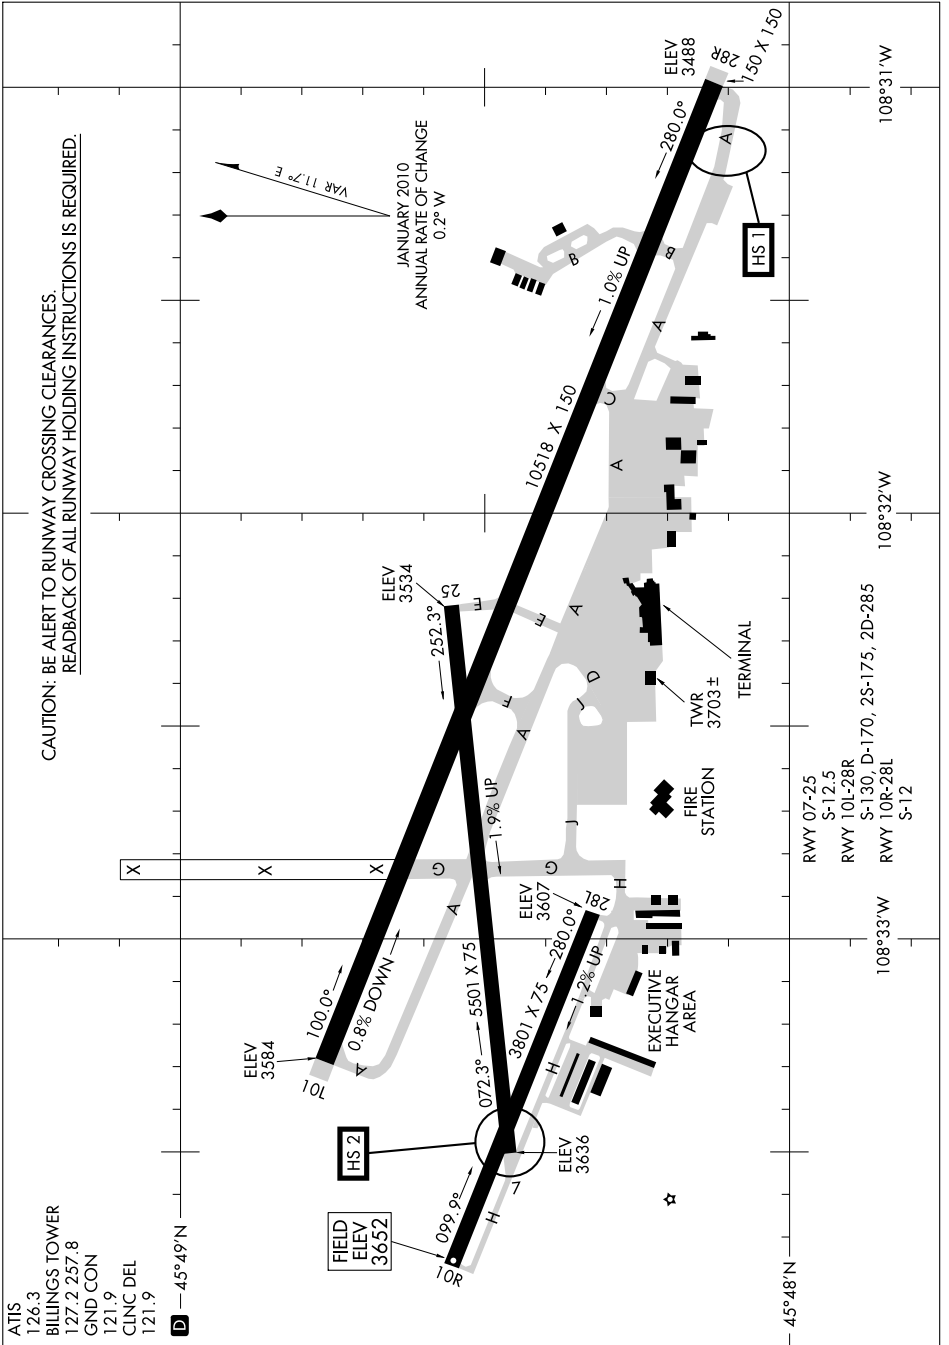 ATIS
126.3
BILLINGS TOWER
127.2 257.8
GND CON
121.9
CLNC DEL
121.9
D
45°49'N
CAUTION: BE ALERT TO RUNWAY CROSSING CLEARANCES.
READBACK OF ALL RUNWAY HOLDING INSTRUCTIONS IS REQUIRED.
VAR 11.7° E
JANUARY 2010
ANNUAL RATE OF CHANGE
0.2° W
X
X
X
ELEV
3584
10L
100.0°
0.8% DOWN
A
A
G
10518 X 150
1.0% UP
280.0°
ELEV
3488
28R
150 X 150
A
HS 1
B
B
A
C
A
ELEV
3534
25
252.3°
E
E
A
F
A
D
J
J
G
H
1.9% UP
5501 X 75
072.3°
HS 2
FIELD
ELEV
3652
10R
099.9°
H
7
ELEV
3636
3801 X 75
280.0°
1.2% UP
H
ELEV
3607
28L
EXECUTIVE
HANGAR
AREA
FIRE
STATION
TWR
3703±
TERMINAL
45°48'N
108°33'W
108°32'W
108°31'W
RWY 07-25
S-12.5
RWY 10L-28R
S-130, D-170, 2S-175, 2D-285
RWY 10R-28L
S-12